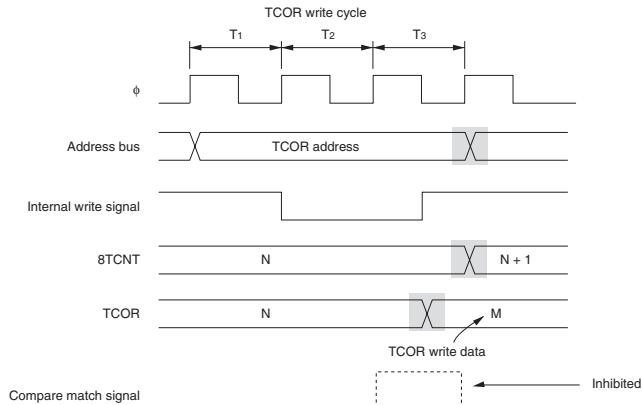 TCOR write cycle
T1 T2 T3
ϕ
Address bus TCOR address
Internal write signal
8TCNT N N + 1
TCOR N M
TCOR write data
Inhibited
Compare match signal